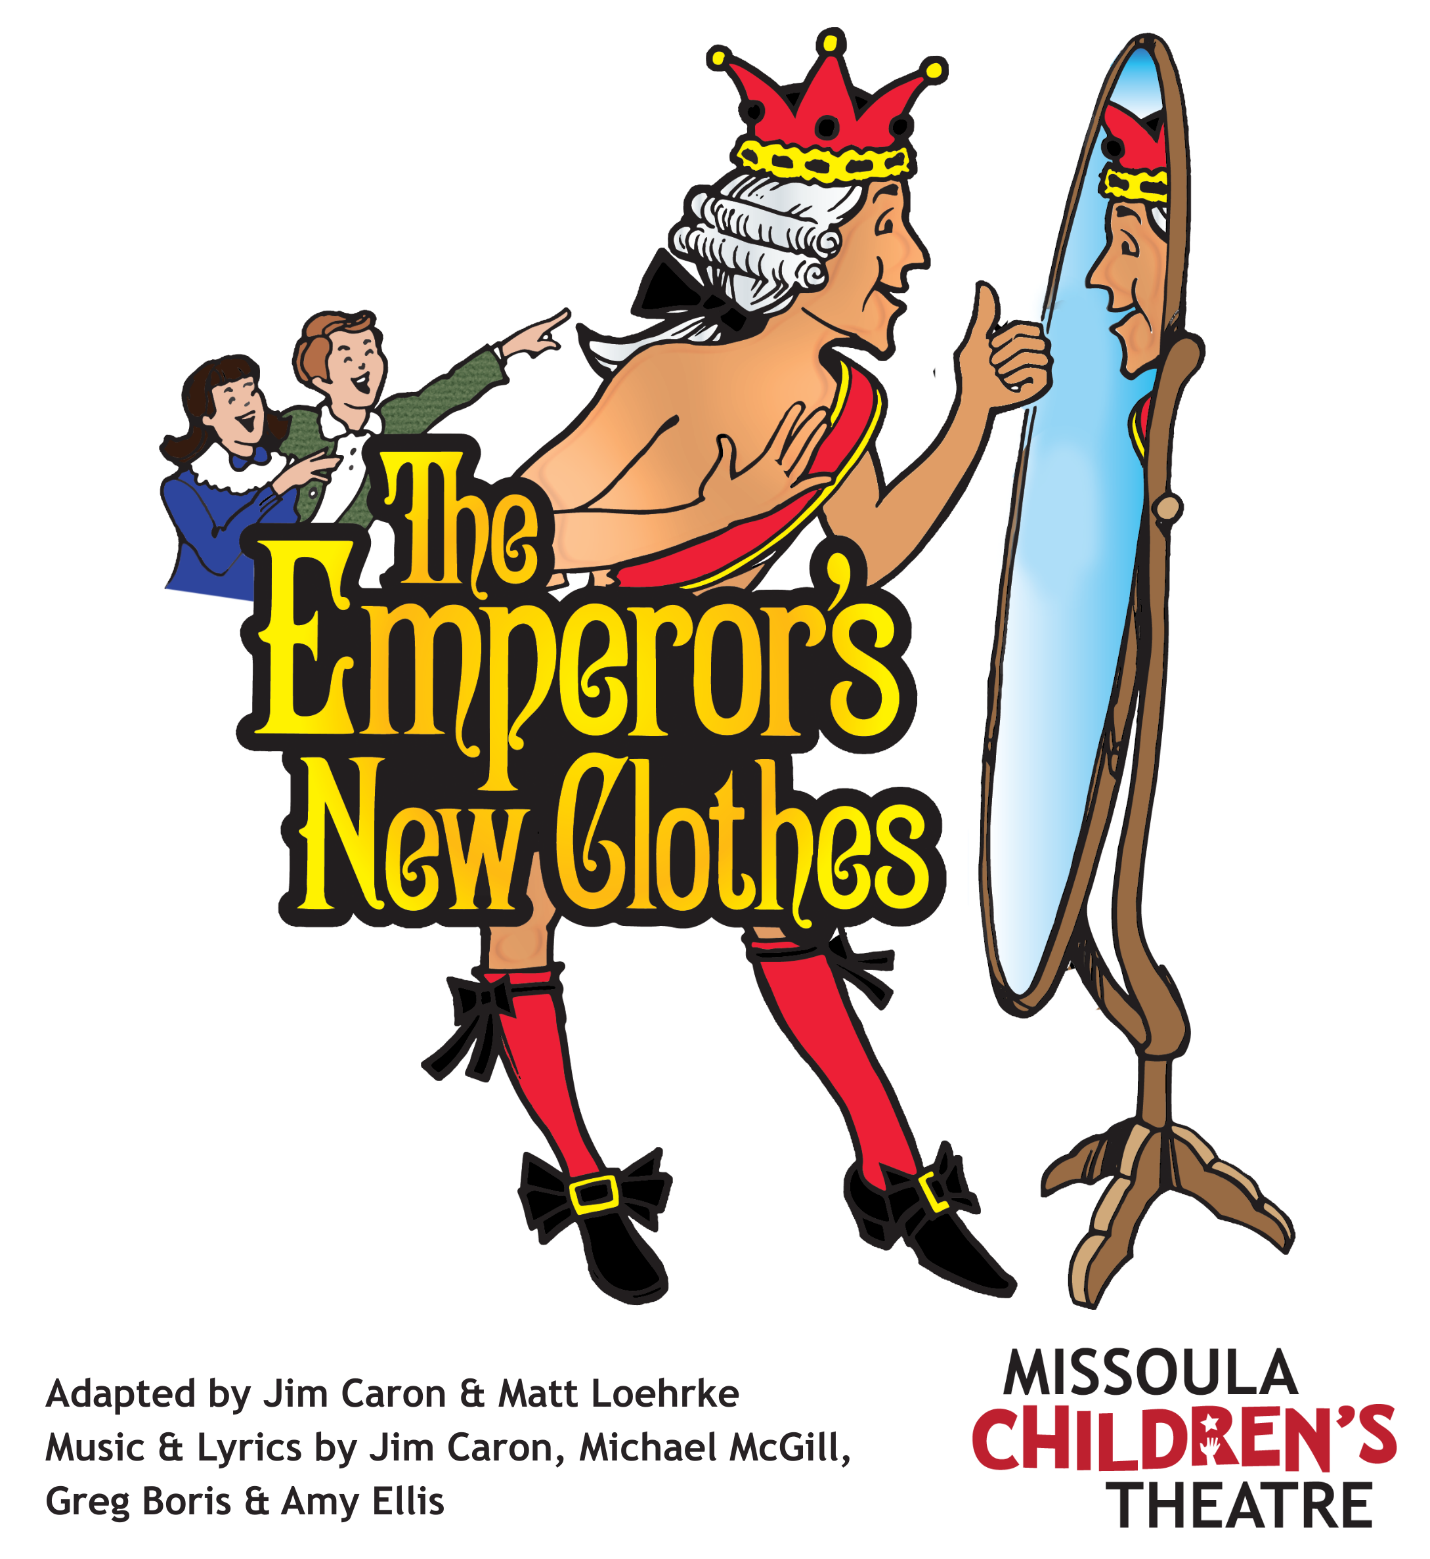 The
Emperor's
New Clothes
Adapted by Jim Caron & Matt Loehrke
Music & Lyrics by Jim Caron, Michael McGill,
Greg Boris & Amy Ellis
MISSOULA
CHILDREN'S
THEATRE